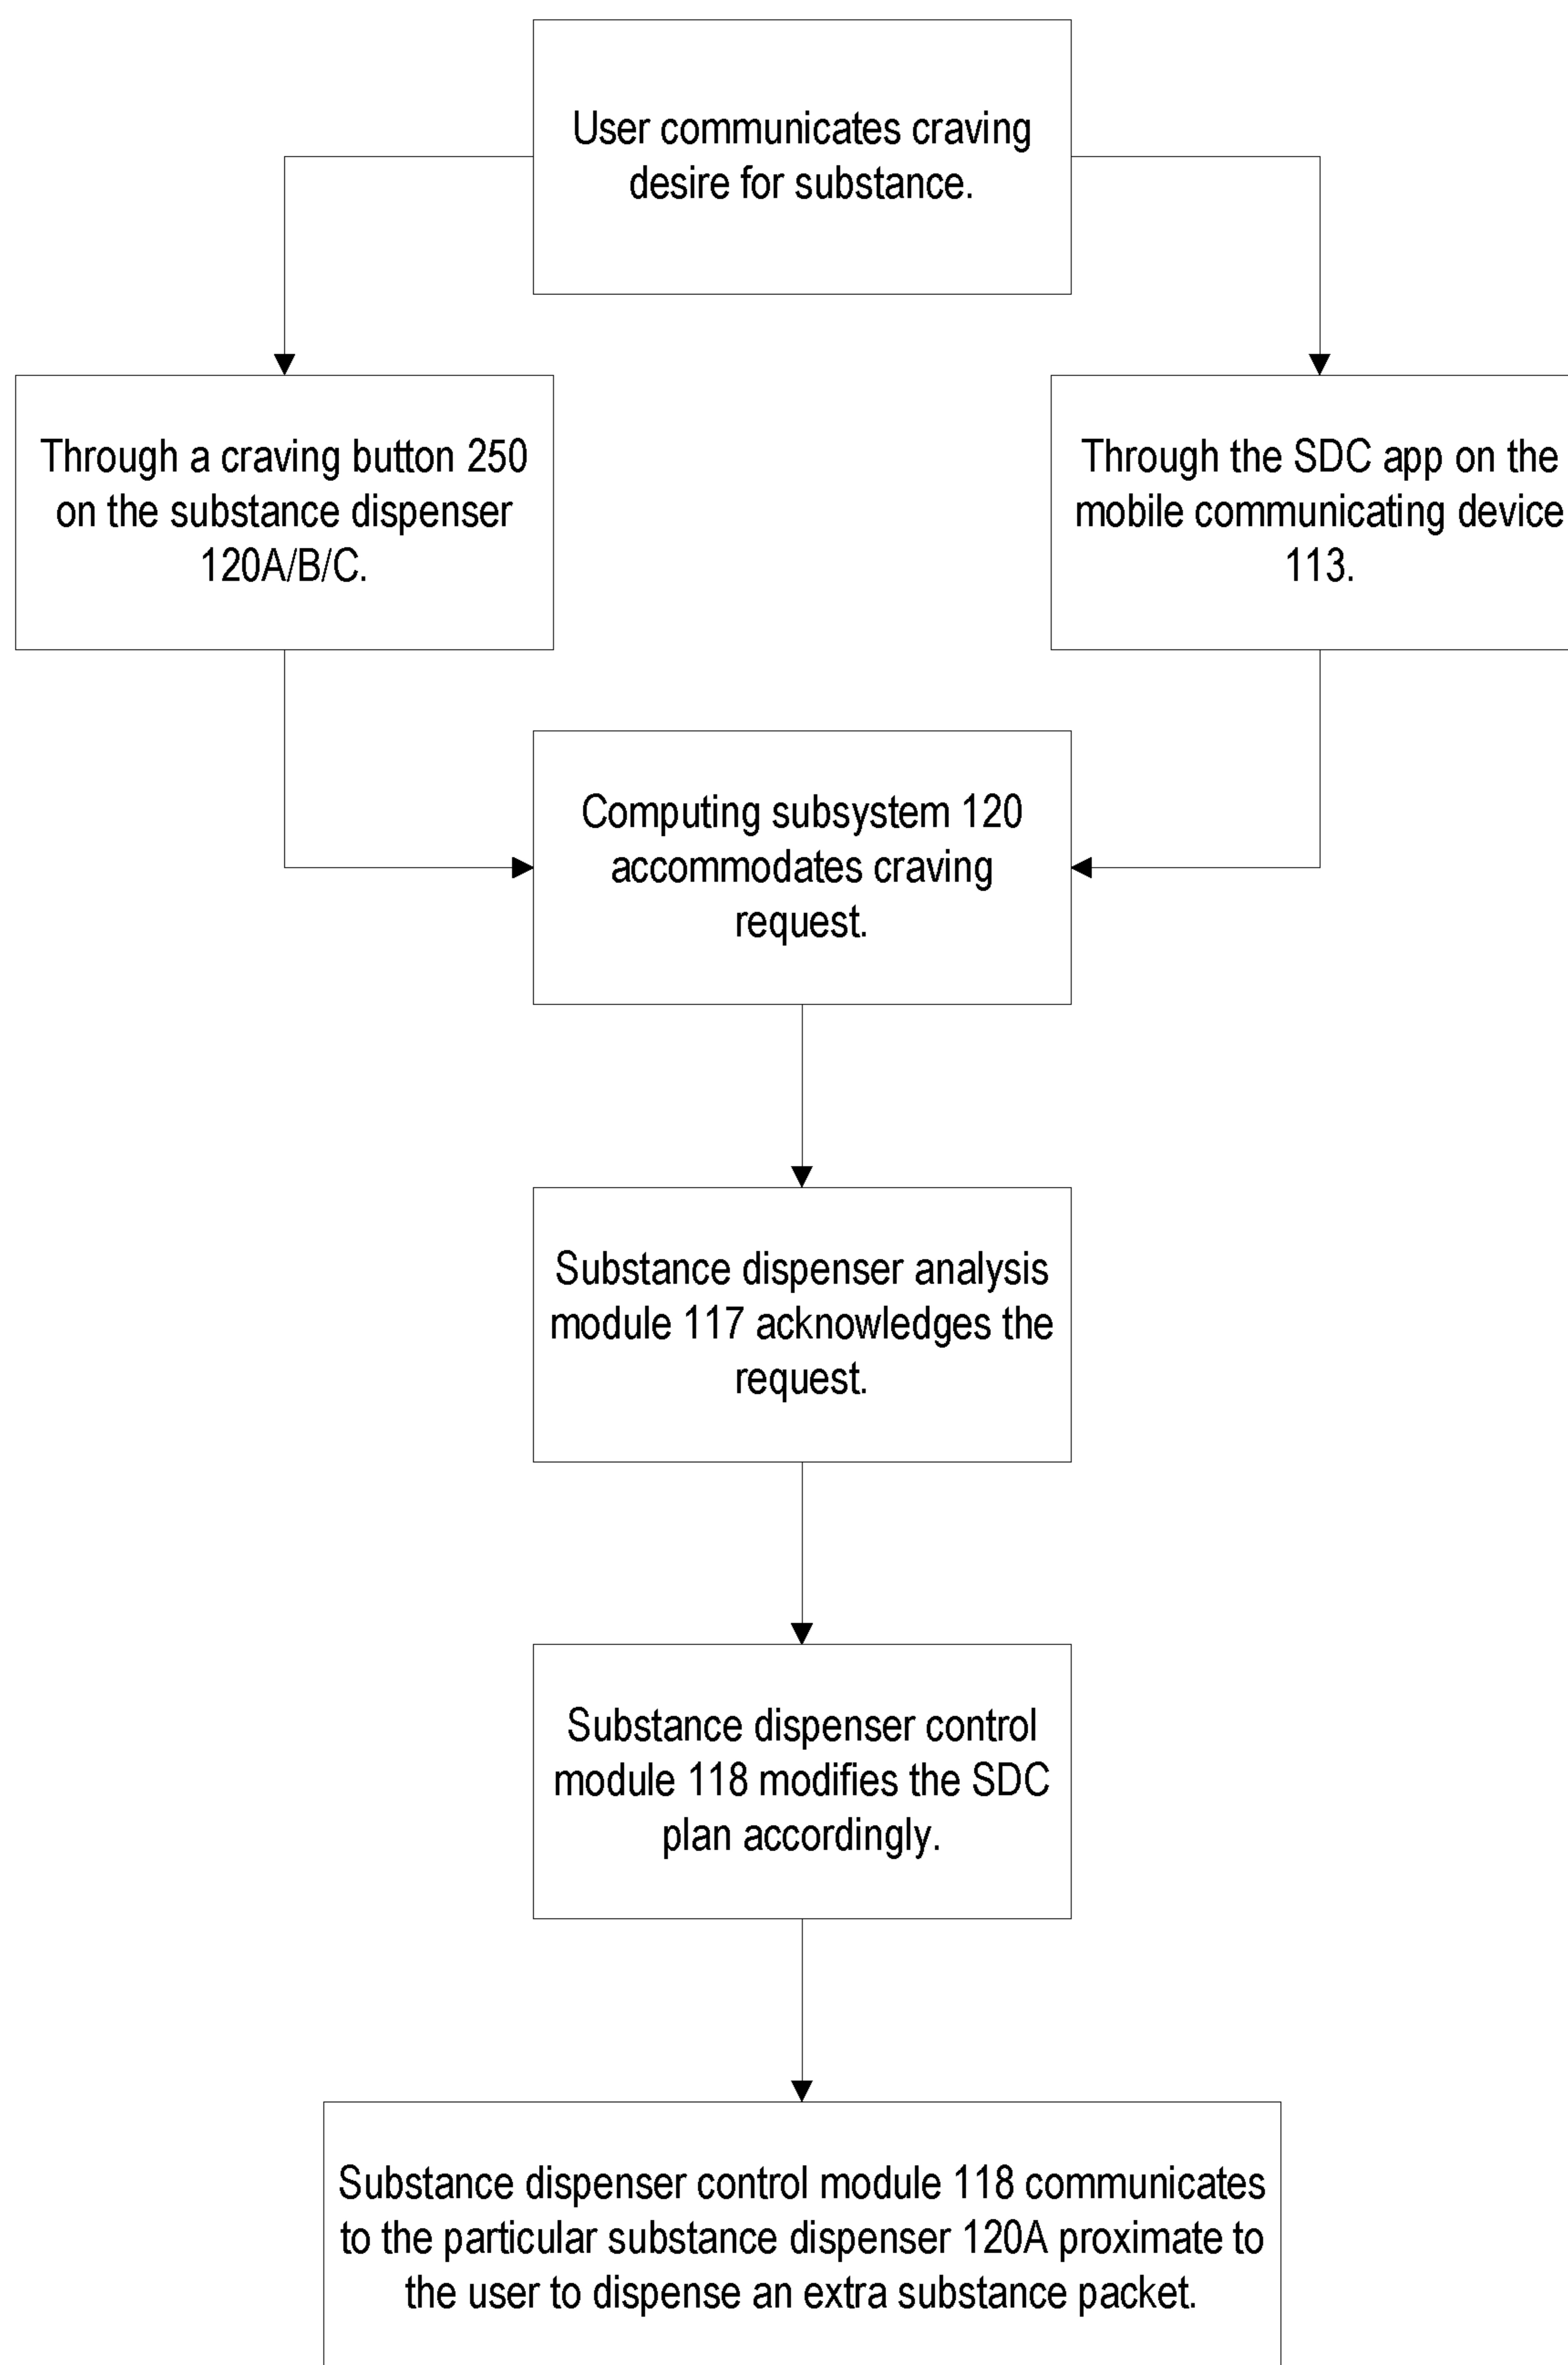 User communicates craving
desire for substance.
Through a craving button 250
on the substance dispenser
120A/B/C.
Through the SDC app on the
mobile communicating device
113.
Computing subsystem 120
accommodates craving
request.
Substance dispenser analysis
module 117 acknowledges the
request.
Substance dispenser control
module 118 modifies the SDC
plan accordingly.
Substance dispenser control module 118 communicates
to the particular substance dispenser 120A proximate to
the user to dispense an extra substance packet.